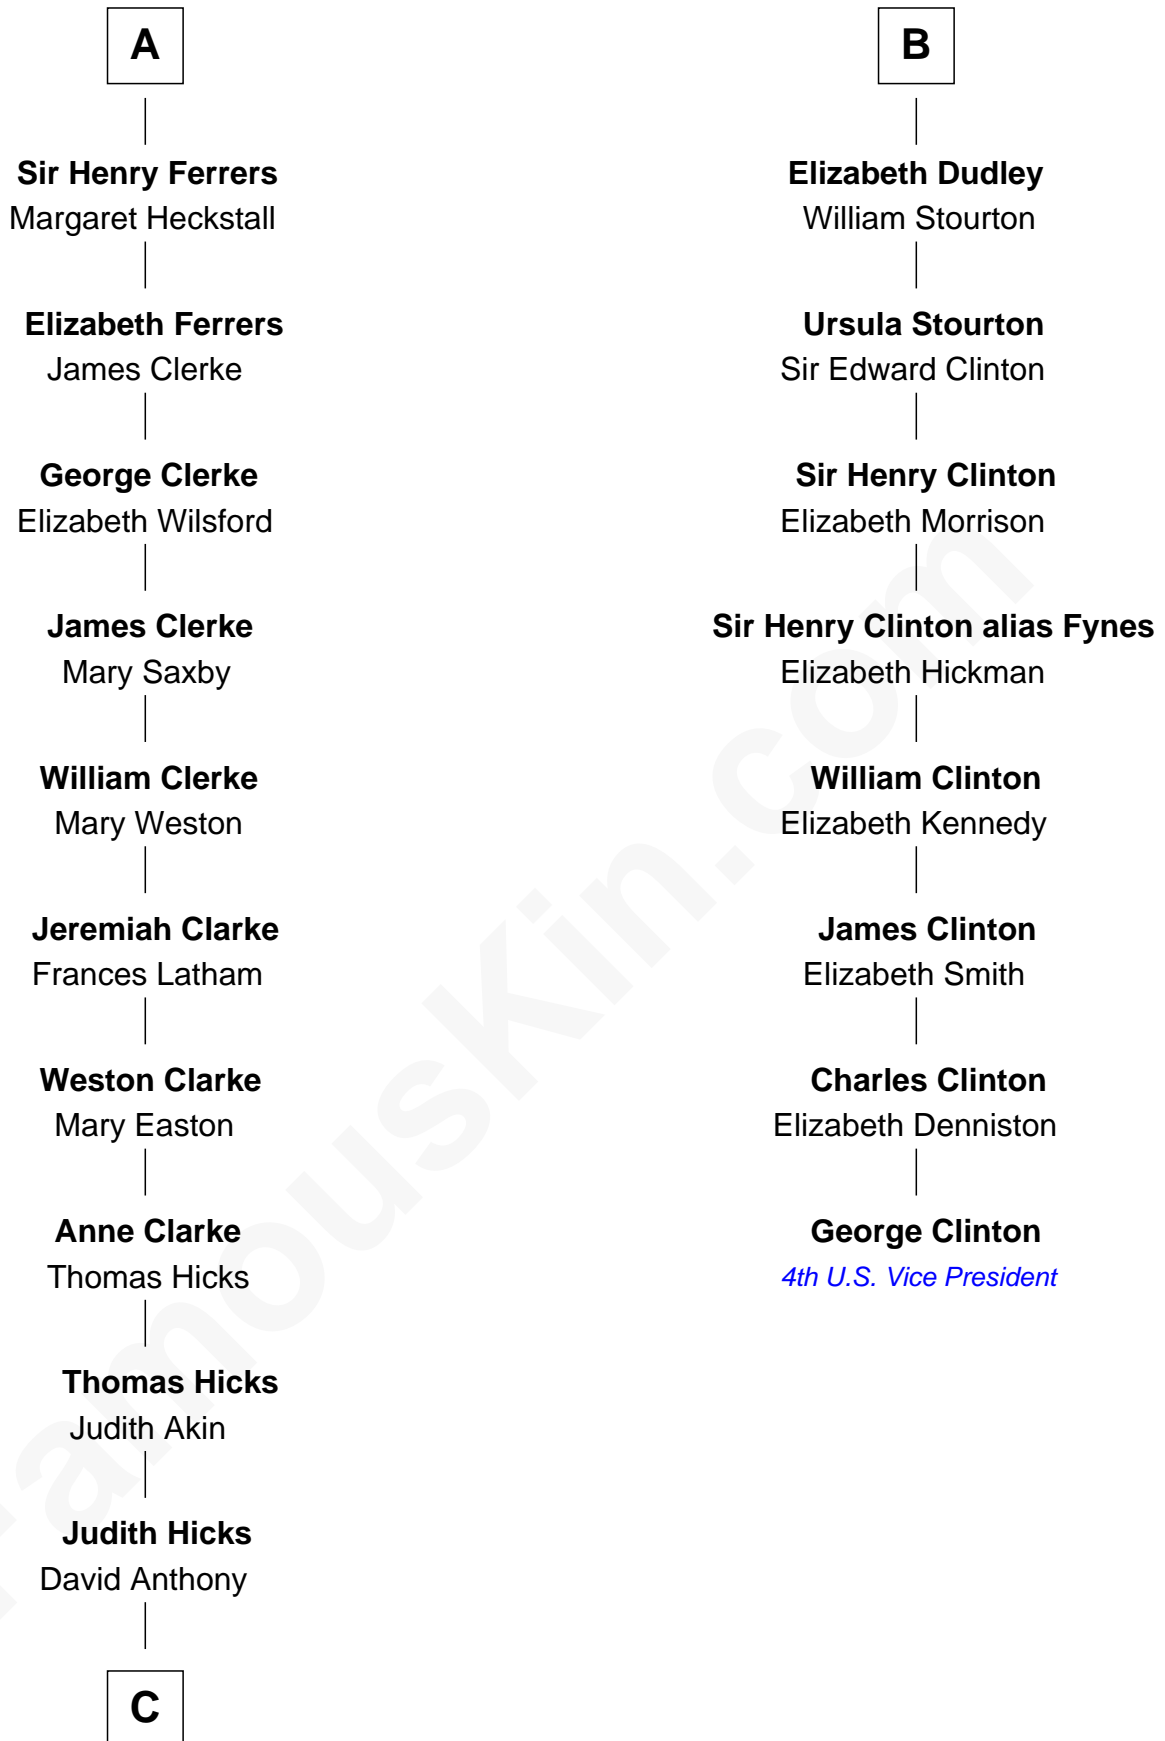 A
Sir Henry Ferrers
Margaret Heckstall
Elizabeth Ferrers
James Clerke
George Clerke
Elizabeth Wilsford
James Clerke
Mary Saxby
William Clerke
Mary Weston
Jeremiah Clarke
Frances Latham
Weston Clarke
Mary Easton
Anne Clarke
Thomas Hicks
Thomas Hicks
Judith Akin
Judith Hicks
David Anthony
C
B
Elizabeth Dudley
William Stourton
Ursula Stourton
Sir Edward Clinton
Sir Henry Clinton
Elizabeth Morrison
Sir Henry Clinton alias Fynes
Elizabeth Hickman
William Clinton
Elizabeth Kennedy
James Clinton
Elizabeth Smith
Charles Clinton
Elizabeth Denniston
George Clinton
4th U.S. Vice President
FamousKin.com